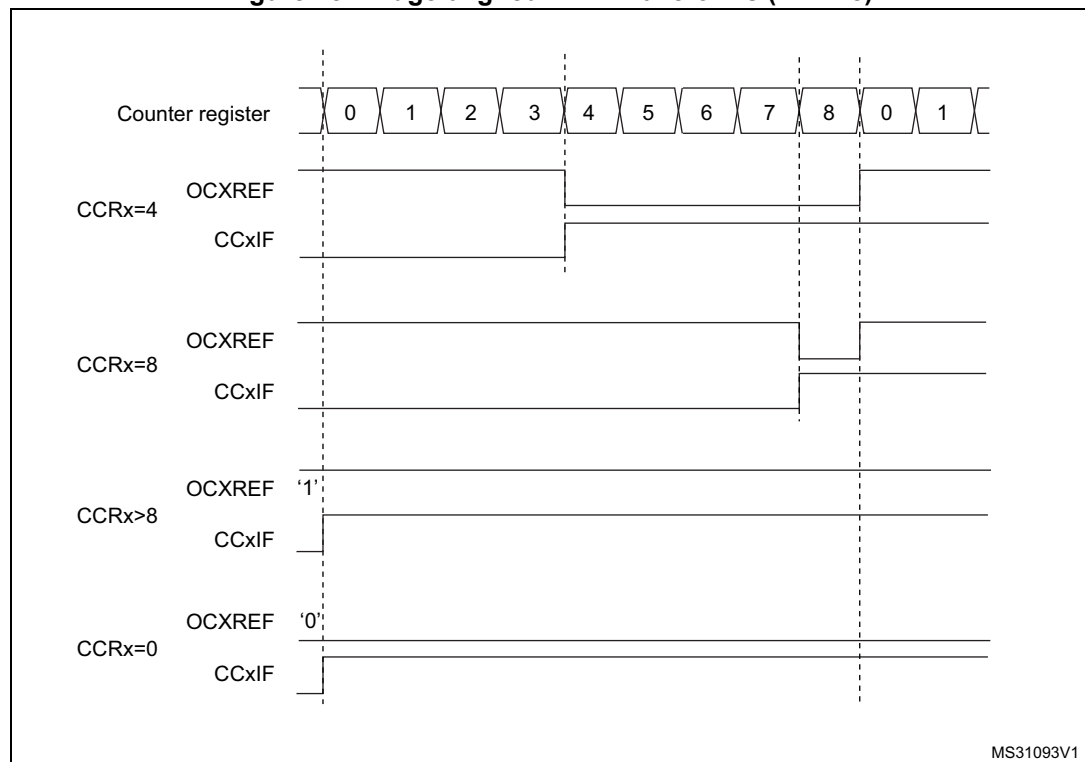 Counter register 0 1 2 3 4 5 6 7 8 0 1
OCXREF
CCRx=4
CCxIF
OCXREF
CCRx=8
CCxIF
OCXREF ‘1’
CCRx>8
CCxIF
OCXREF ‘0’
CCRx=0
CCxIF
MS31093V1